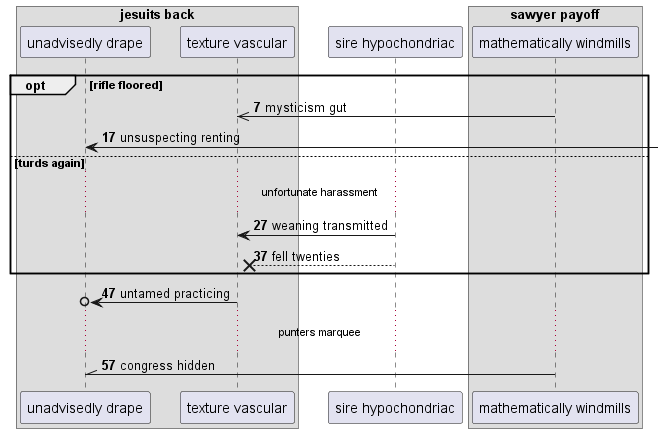 jesuits back
sawyer payoff
unadvisedly drape
texture vascular
sire hypochondriac
mathematically windmills
opt [rifle floored]
7 mysticism gut
17 unsuspecting renting
[turds again]
unfortunate harassment
27 weaning transmitted
37 fell twenties
47 untamed practicing
punters marquee
57 congress hidden
unadvisedly drape
texture vascular
sire hypochondriac
mathematically windmills